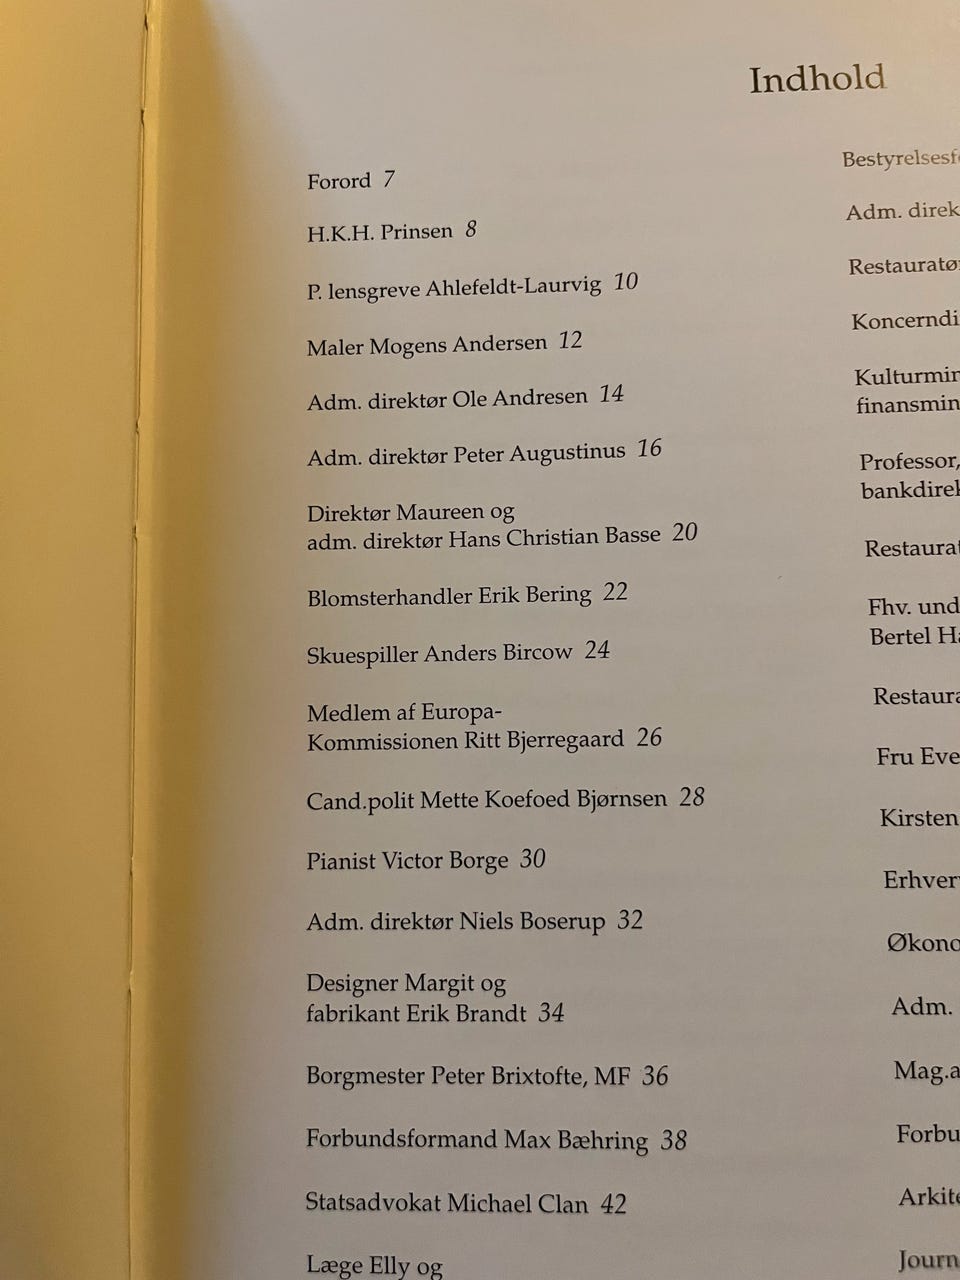 Indhold
Forord 7
H.K.H. Prinsen 8
P. lensgreve Ahlefeldt-Laurvig 10
Maler Mogens Andersen 12
Adm. direktør Ole Andresen 14
Adm. direktør Peter Augustinus 16
Direktør Maureen og
adm. direktør Hans Christian Basse 20
Blomsterhandler Erik Bering 22
Skuespiller Anders Bircow 24
Medlem af Europa-
Kommissionen Ritt Bjerregaard 26
Cand.polit Mette Koefoed Bjørnsen 28
Pianist Victor Borge 30
Adm. direktør Niels Boserup 32
Designer Margit og
fabrikant Erik Brandt 34
Borgmester Peter Brixtofte, MF 36
Forbundsformand Max Bæhring 38
Statsadvokat Michael Clan 42
Læge Elly og
Adm.
Professor,
Fhv.
Bertel
Fru
Kirsten
Adm.